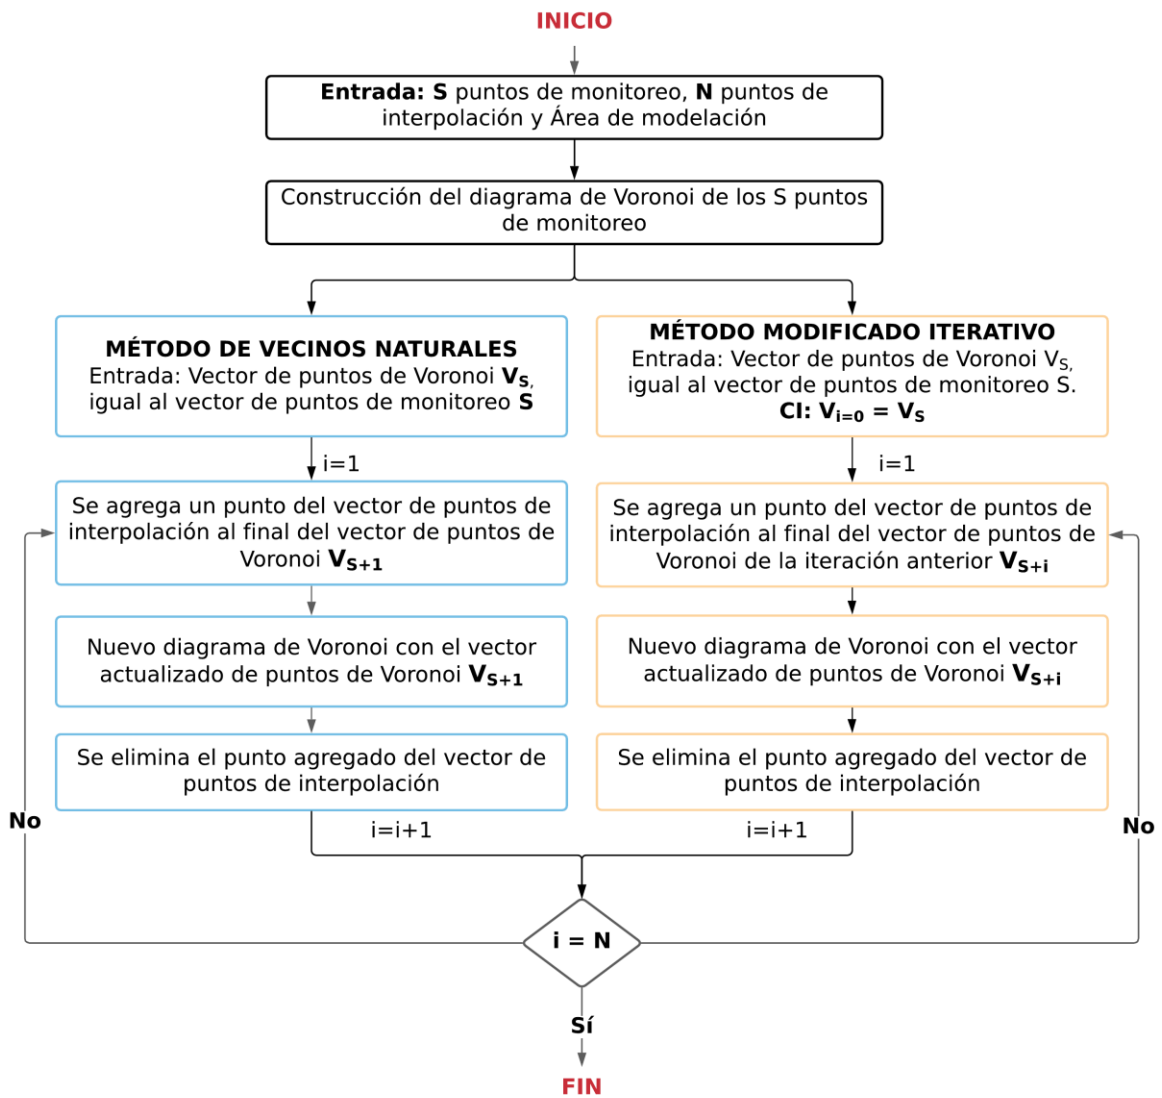 INICIO
Entrada: S puntos de monitoreo, N puntos de
interpolación y Área de modelación
Construcción del diagrama de Voronoi de los S puntos
de monitoreo
MÉTODO DE VECINOS NATURALES
Entrada: Vector de puntos de Voronoi VS,
igual al vector de puntos de monitoreo S
MÉTODO MODIFICADO ITERATIVO
Entrada: Vector de puntos de Voronoi VS,
igual al vector de puntos de monitoreo S.
CI: Vi=0 = VS
i=1
i=1
Se agrega un punto del vector de puntos de
interpolación al final del vector de puntos de
Voronoi VS+1
Se agrega un punto del vector de puntos de
interpolación al final del vector de puntos de
Voronoi de la iteración anterior VS+i
Nuevo diagrama de Voronoi con el vector
actualizado de puntos de Voronoi VS+1
Nuevo diagrama de Voronoi con el vector
actualizado de puntos de Voronoi VS+i
Se elimina el punto agregado del vector de
puntos de interpolación
Se elimina el punto agregado del vector de
puntos de interpolación
No
i=i+1
i=i+1
No
i = N
Sí
FIN